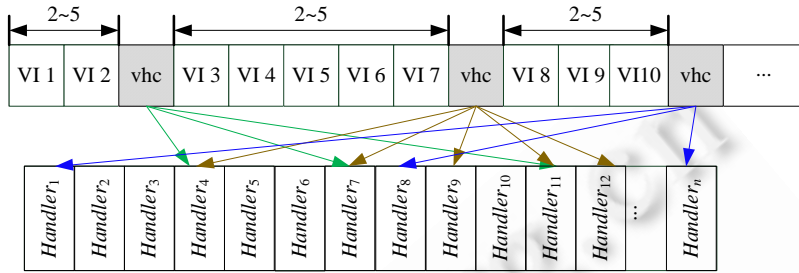 2~5 2~5 2~5
VI 1 VI 2 vhc VI 3 VI 4 VI 5 VI 6 VI 7 vhc VI 8 VI 9 VI10 vhc ...
Handler1 Handler2 Handler3 Handler4 Handler5 Handler6 Handler7 Handler8 Handler9 Handler10 Handler11 Handler12 ... Handlern